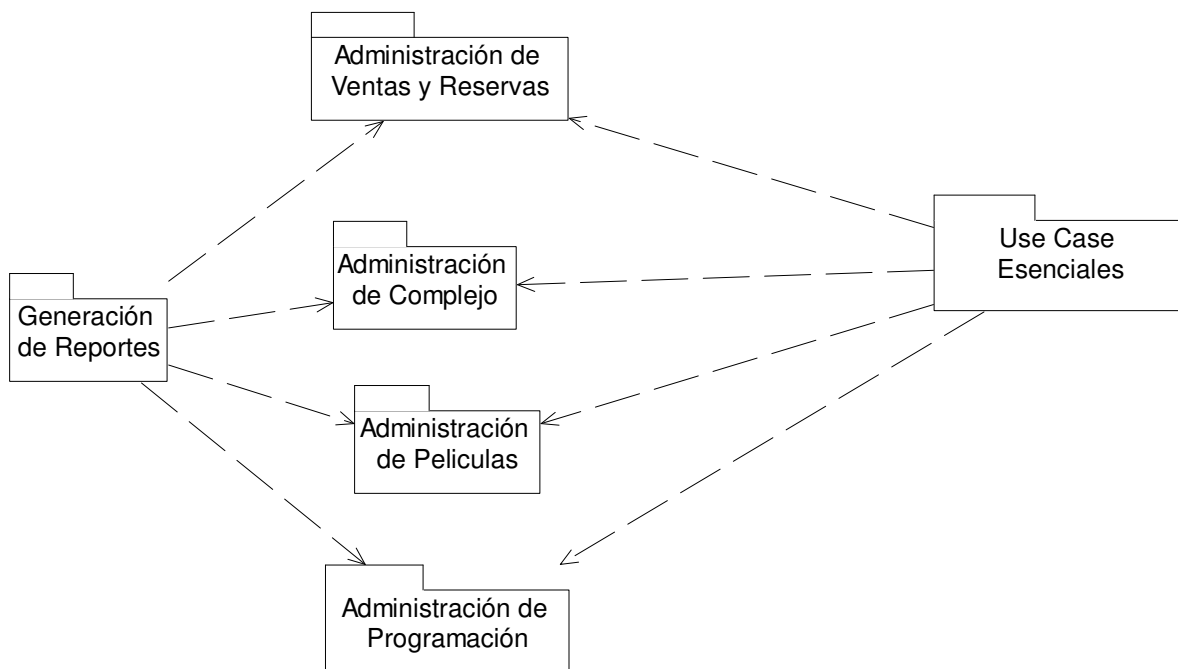 Administración de
Ventas y Reservas
Use Case
Esenciales
Administración
de Complejo
Generación
de Reportes
Administración
de Peliculas
Administración de
Programación